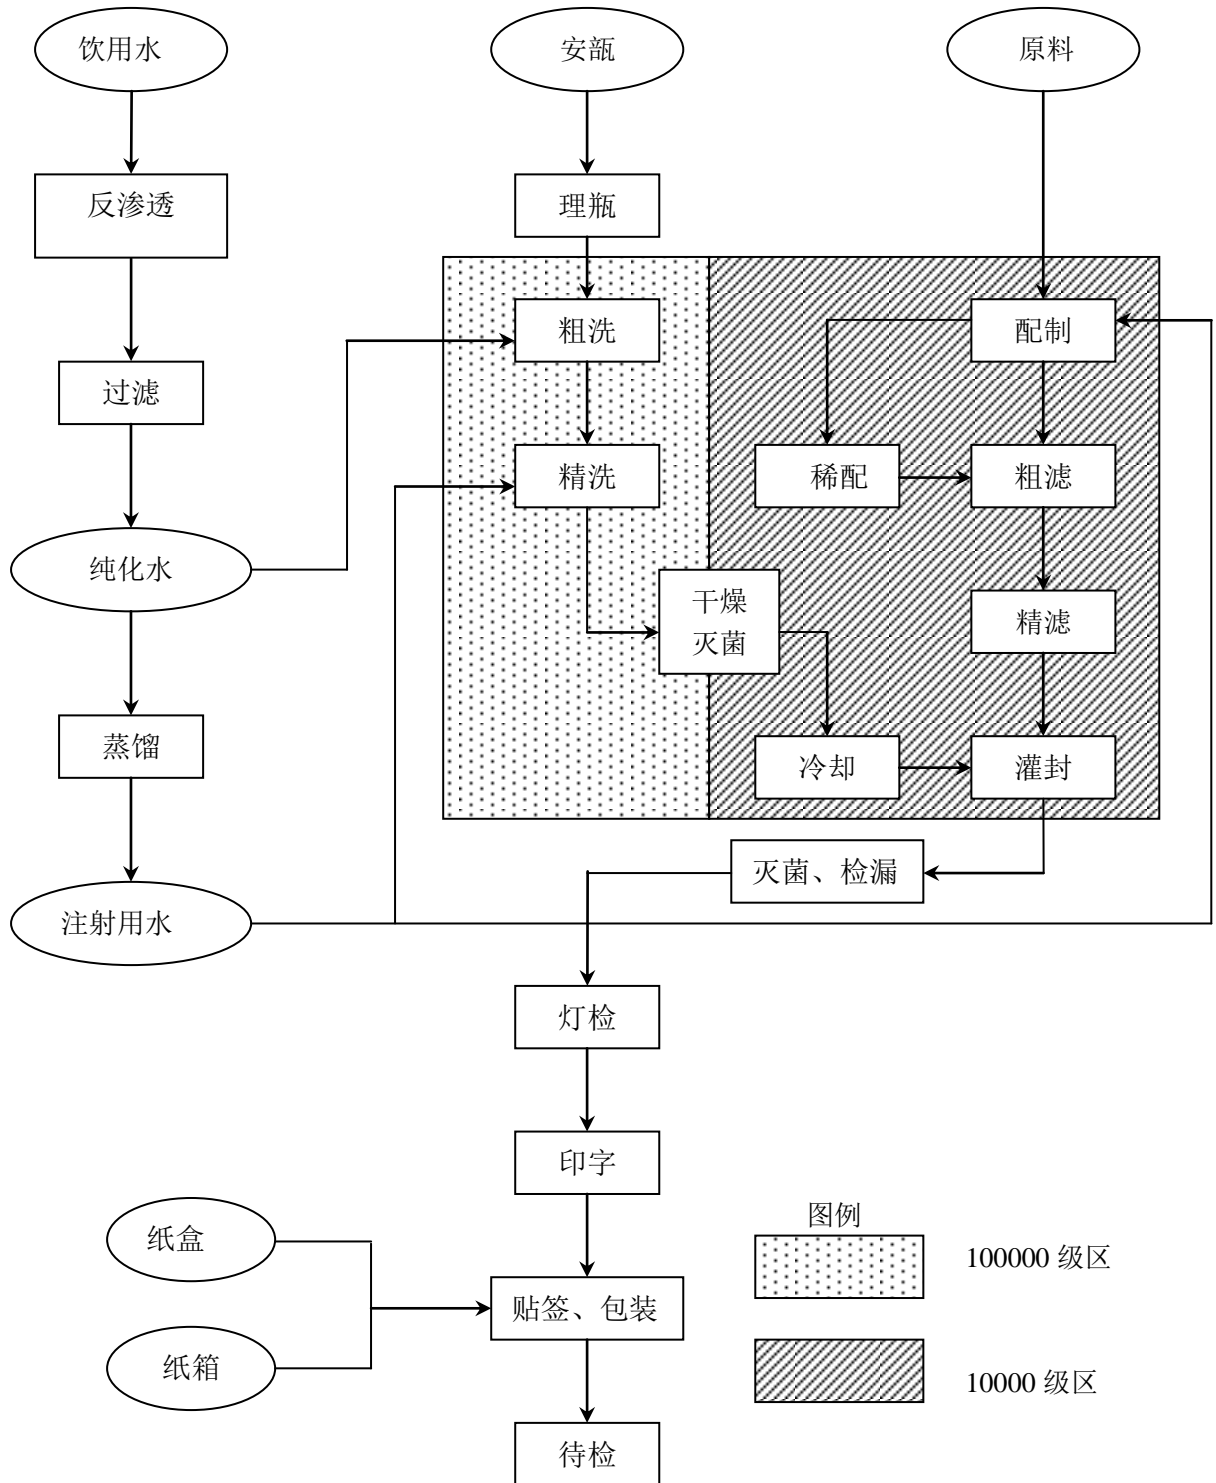 饮用水
安瓿
原料
反渗透
理瓶
粗洗
配制
过滤
精洗
稀配
粗滤
纯化水
干燥
灭菌
精滤
蒸馏
冷却
灌封
灭菌、检漏
注射用水
灯检
印字
纸盒
图例
100000 级区
贴签、包装
纸箱
10000 级区
待检